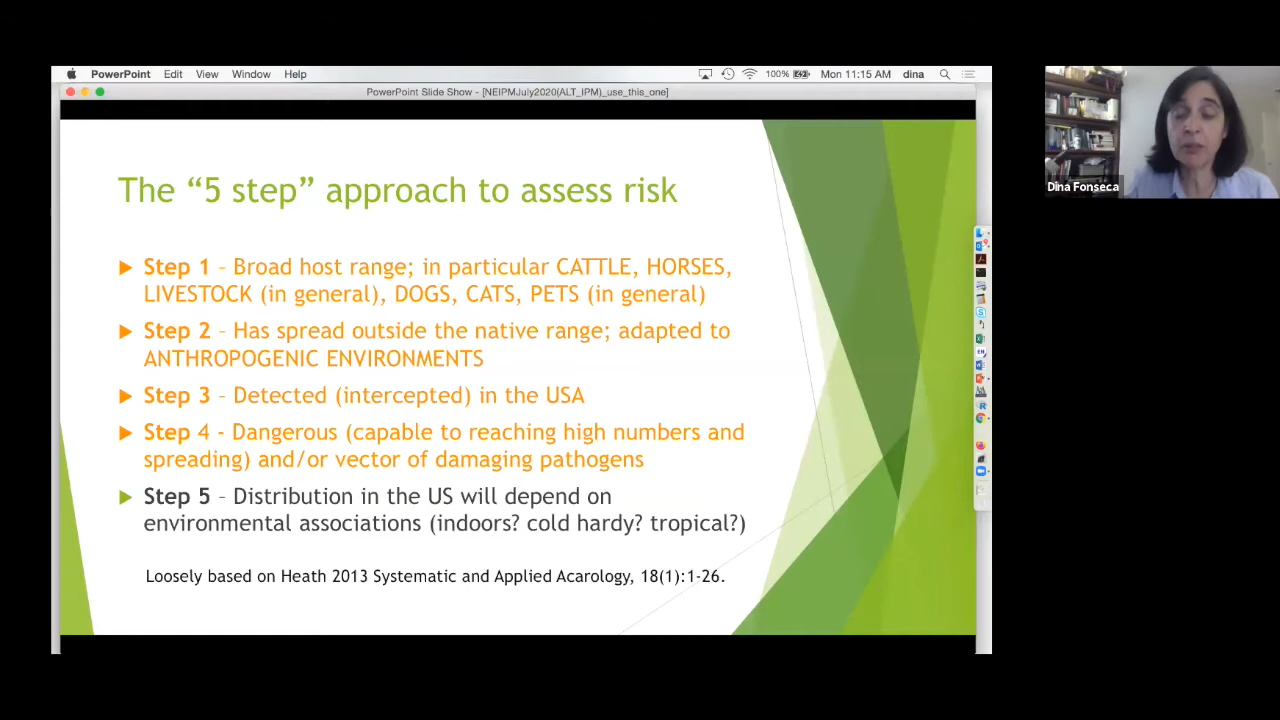 PowerPoint Edit View Window Help 100% Mon 11:15 AM dina
PowerPoint Slide Show - [NEIPMJuly2020(ALT_IPM)_use_this_one]
The “5 step” approach to assess risk
Step 1 – Broad host range; in particular CATTLE, HORSES,
LIVESTOCK (in general), DOGS, CATS, PETS (in general)
Step 2 – Has spread outside the native range; adapted to
ANTHROPOGENIC ENVIRONMENTS
Step 3 – Detected (intercepted) in the USA
Step 4 - Dangerous (capable to reaching high numbers and
spreading) and/or vector of damaging pathogens
Step 5 – Distribution in the US will depend on
environmental associations (indoors? cold hardy? tropical?)
Loosely based on Heath 2013 Systematic and Applied Acarology, 18(1):1-26.
Dina Fonseca